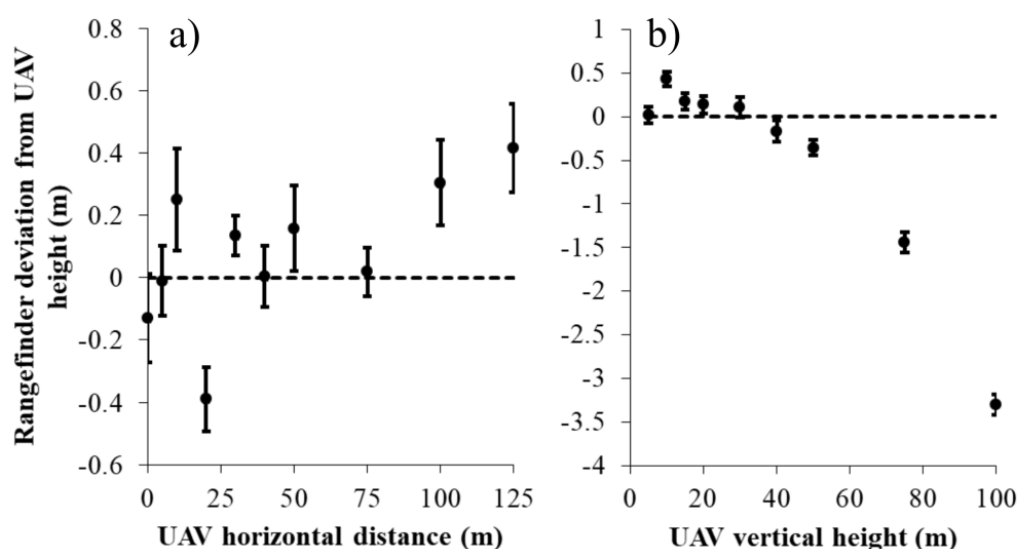 a)
b)
Rangefinder deviation from UAV
height (m)
0.8
0.6
0.4
0.2
0
-0.2
-0.4
-0.6
0 25 50 75 100 125
UAV horizontal distance (m)
1
0.5
0
-0.5
-1
-1.5
-2
-2.5
-3
-3.5
-4
0 20 40 60 80 100
UAV vertical height (m)